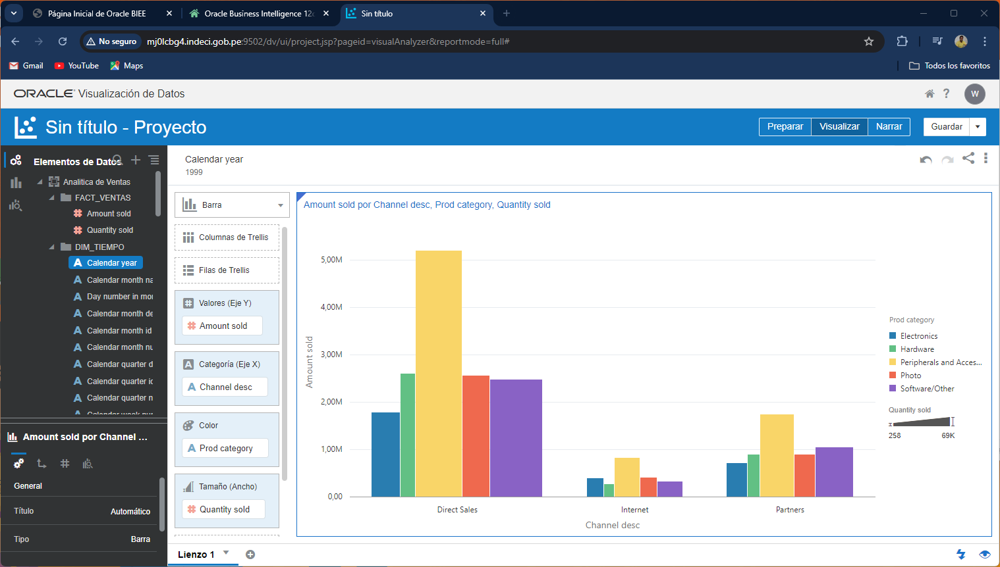 Página Inicial de Oracle BIEE
Oracle Business Intelligence 12c
Sin título
No seguro
mj0lcbg4.indeci.gob.pe:9502/dv/ui/project.jsp?pageid=visualAnalyzer&reportmode=full#
Gmail
YouTube
Maps
Todos los favoritos
ORACLE Visualización de Datos
?
W
Sin título - Proyecto
Preparar
Visualizar
Narrar
Guardar
Elementos de Datos
Analitica de Ventas
FACT_VENTAS
Amount sold
Quantity sold
DIM_TIEMPO
A Calendar year
A Calendar month na
A Day number in mon
A Calendar month de
A Calendar month id
A Calendar month nu
A Calendar quarter d
A Calendar quarter id
A Calendar quarter n
A Calendar week num
Amount sold por Channel ...
General
Título Automático
Tipo Barra
Calendar year
1999
Barra
Columnas de Trellis
Filas de Trellis
# Valores (Eje Y)
# Amount sold
A Categoría (Eje X)
A Channel desc
Color
A Prod category
Tamaño (Ancho)
# Quantity sold
Amount sold por Channel desc, Prod category, Quantity sold
Amount sold
5,00M
4,00M
3,00M
2,00M
1,00M
0,00
Direct Sales
Internet
Partners
Channel desc
Prod category
Electronics
Hardware
Peripherals and Acces...
Photo
Software/Other
Quantity sold
258 69K
Lienzo 1